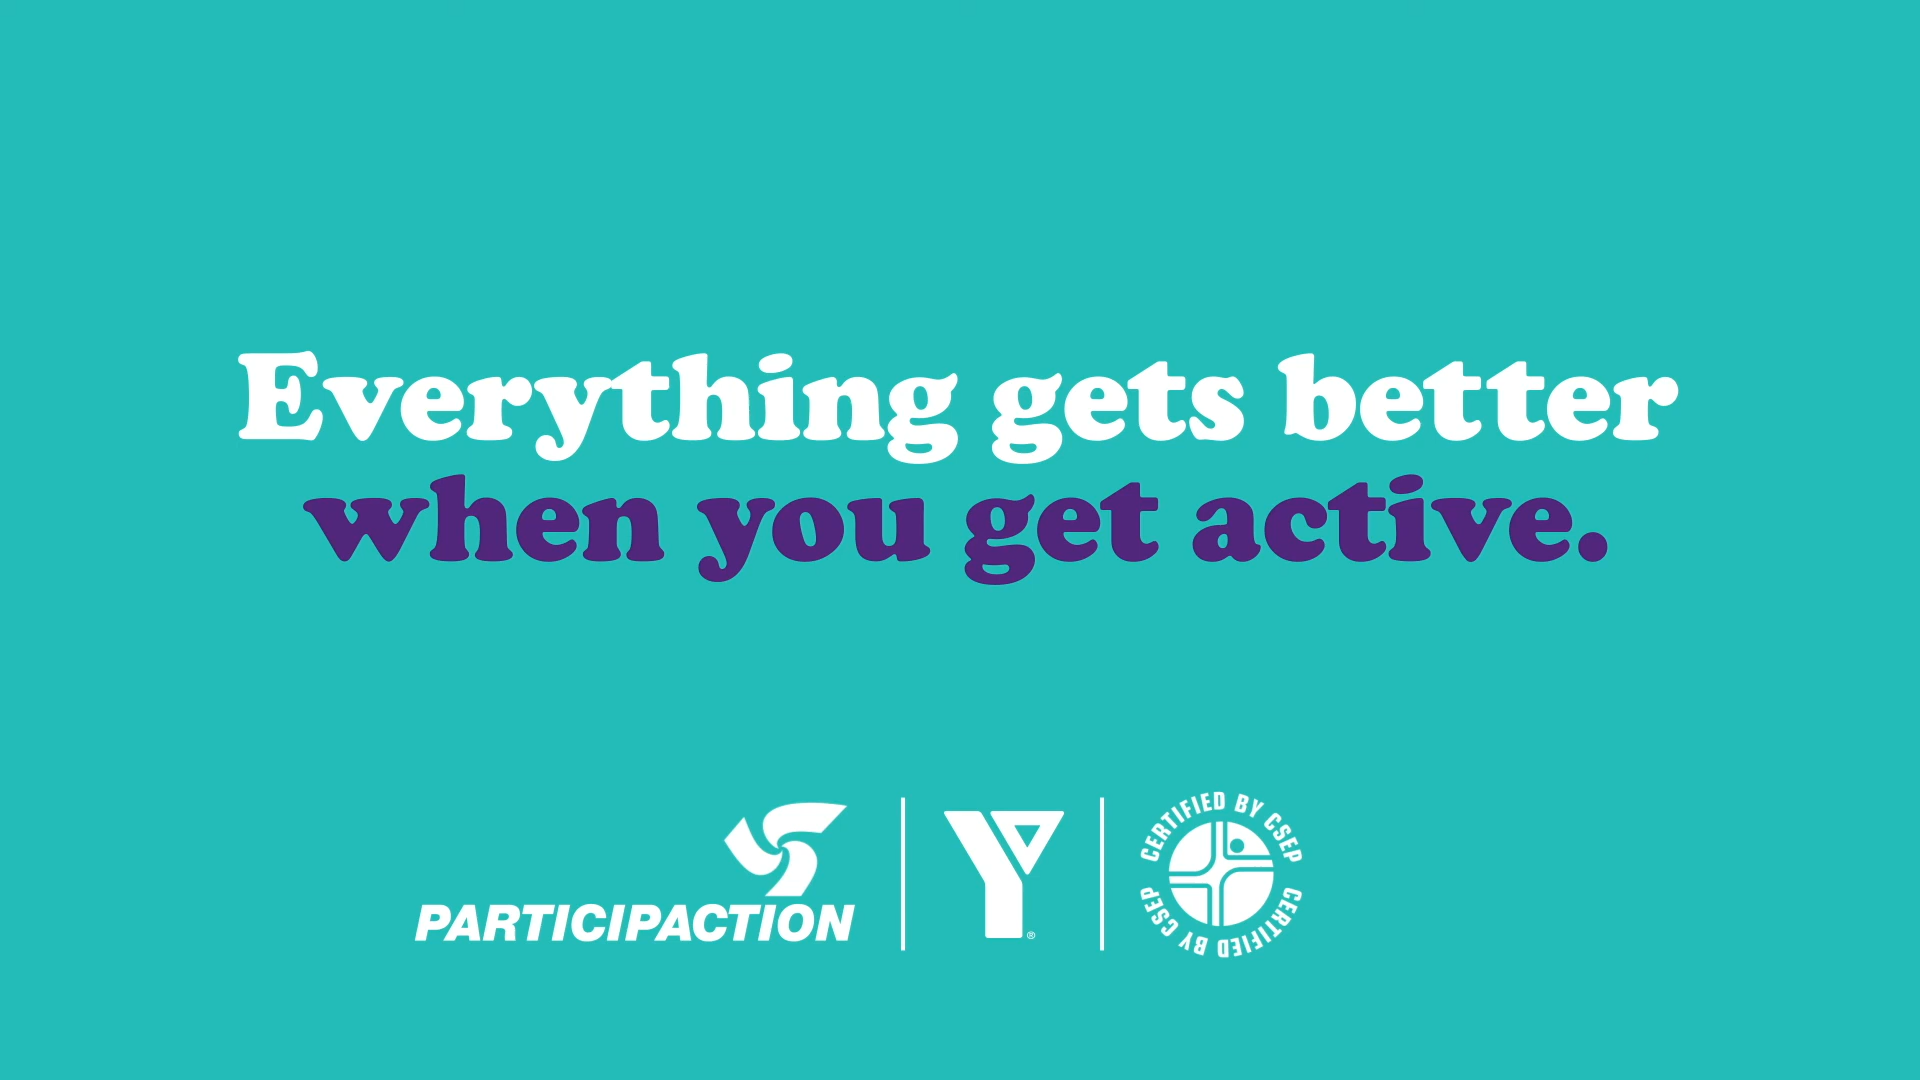 Everything gets better
when you get active.
PARTICIPACTION
Y®
CERTIFIED BY CSEP
CERTIFIED BY CSEP